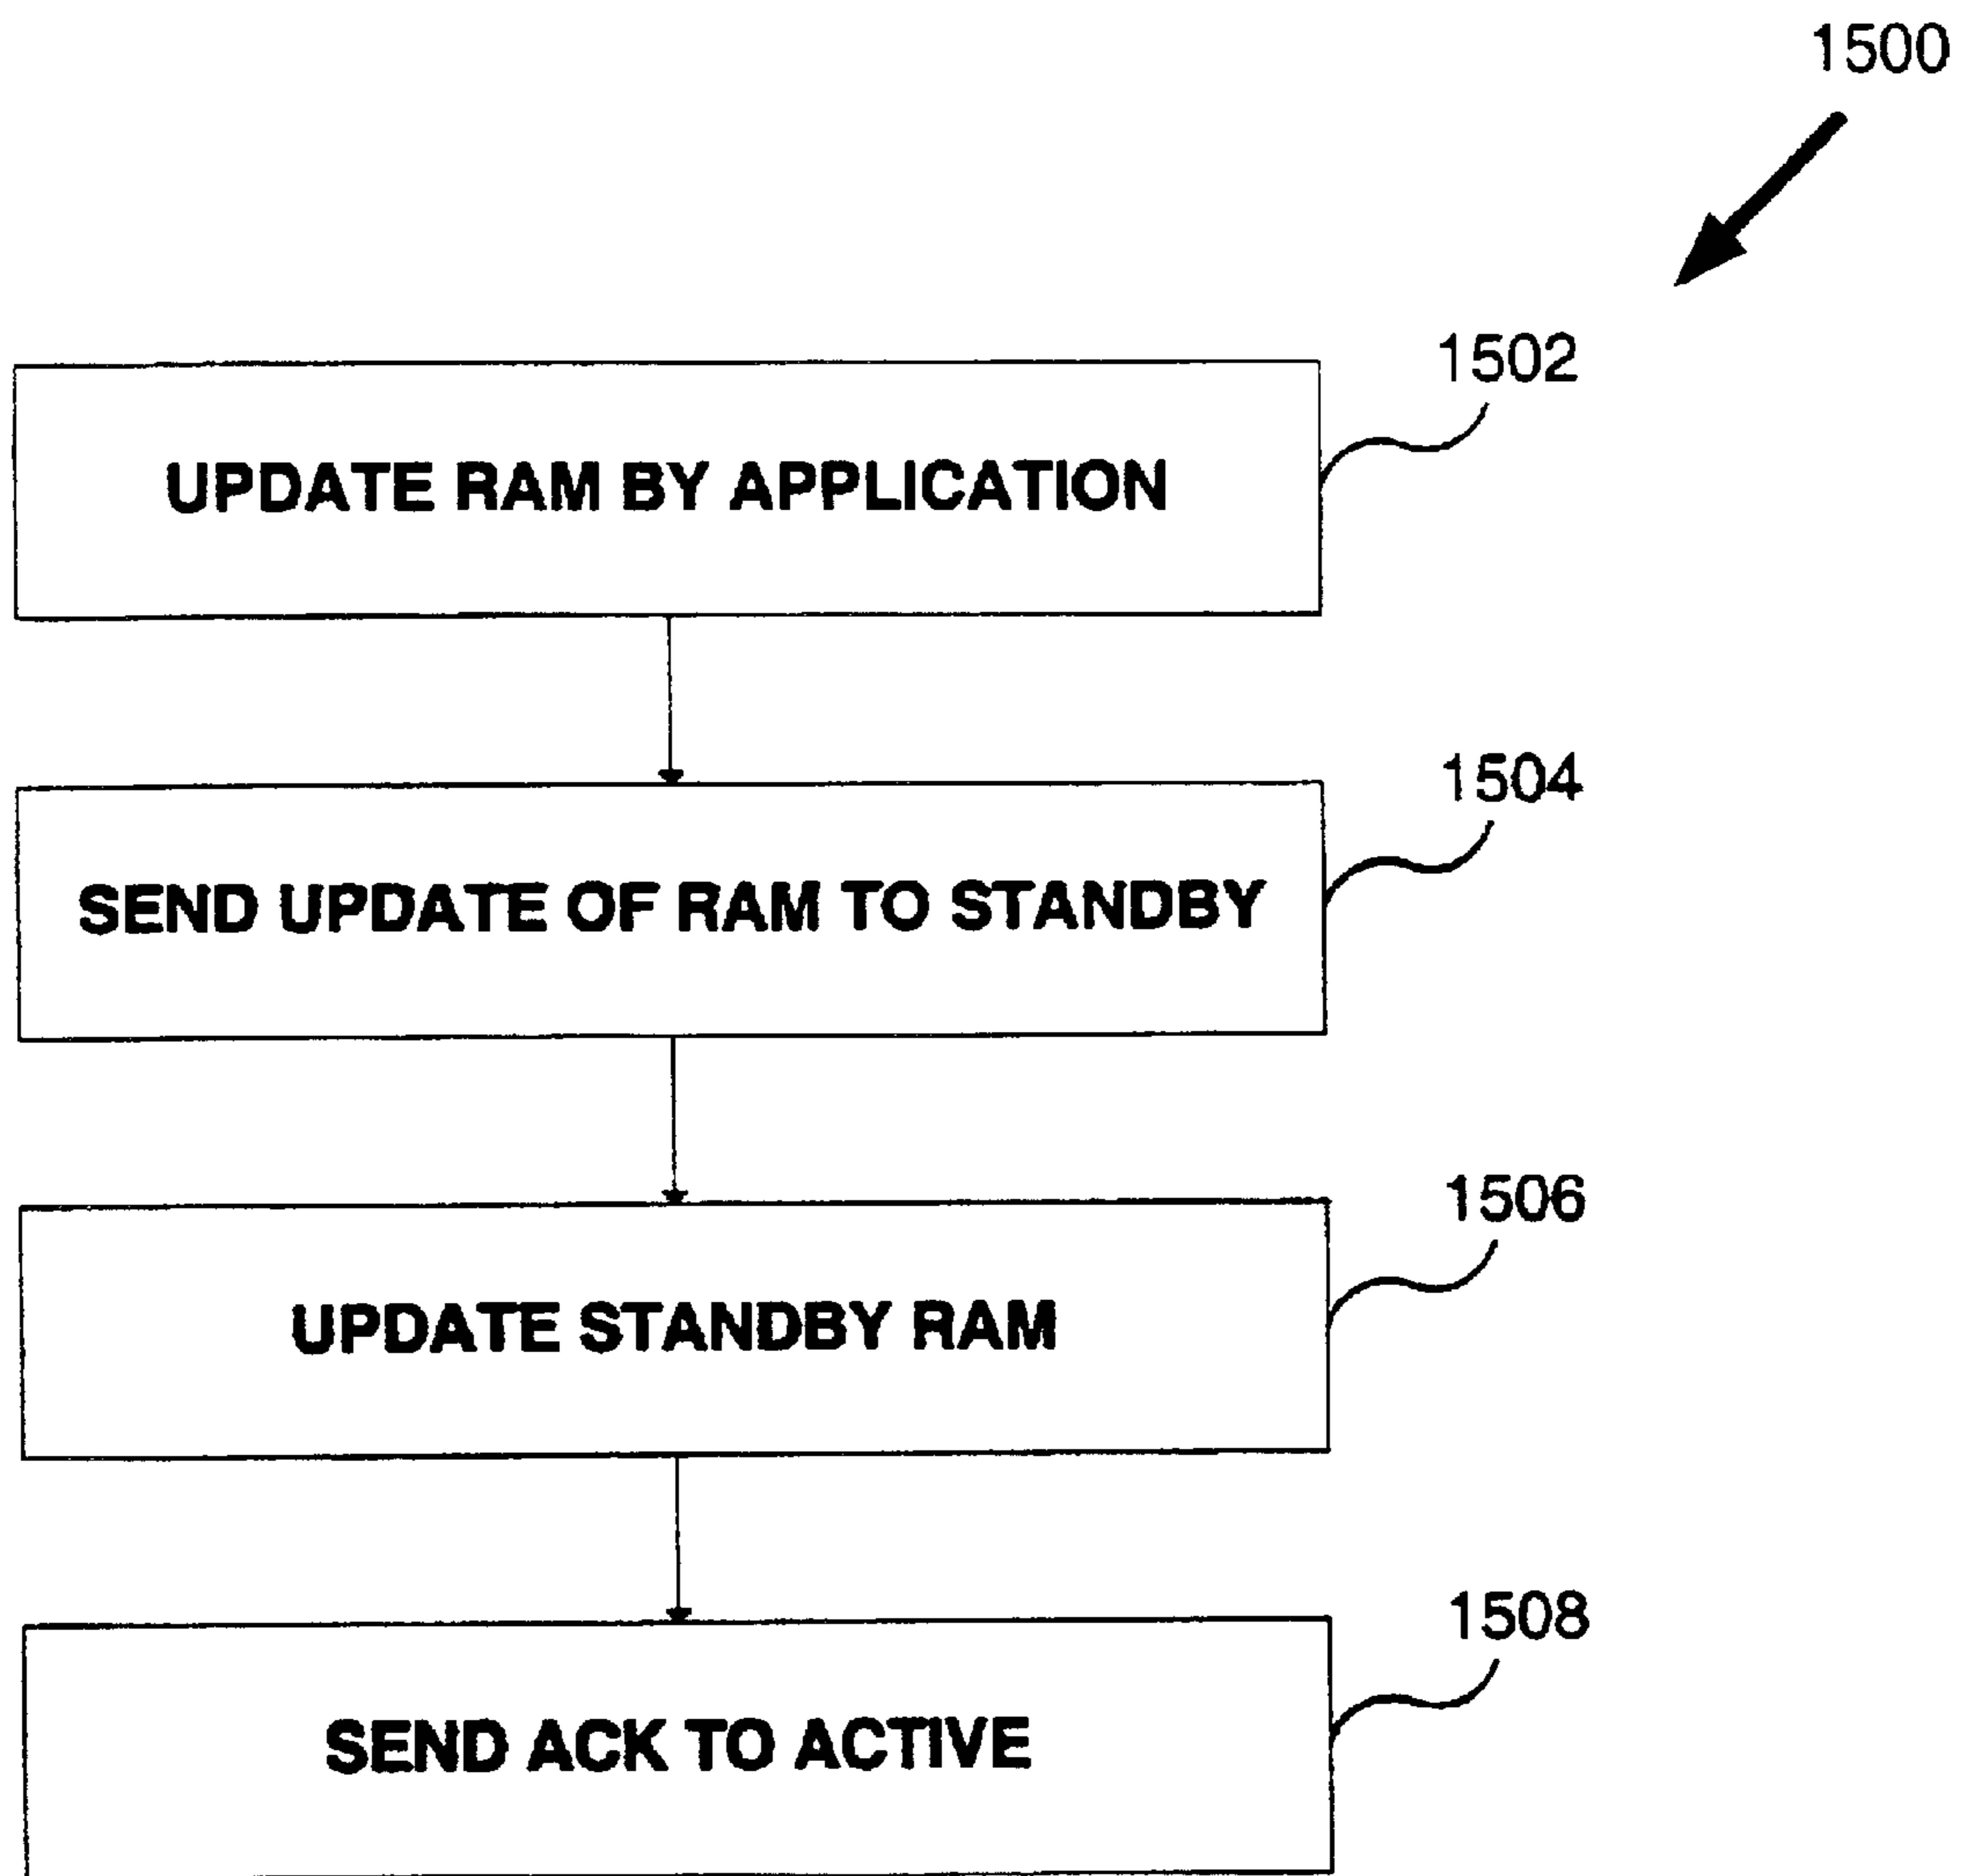 1500
1502
UPDATE RAM BY APPLICATION
1504
SEND UPDATE OF RAM TO STANDBY
1506
UPDATE STANDBY RAM
1508
SEND ACK TO ACTIVE